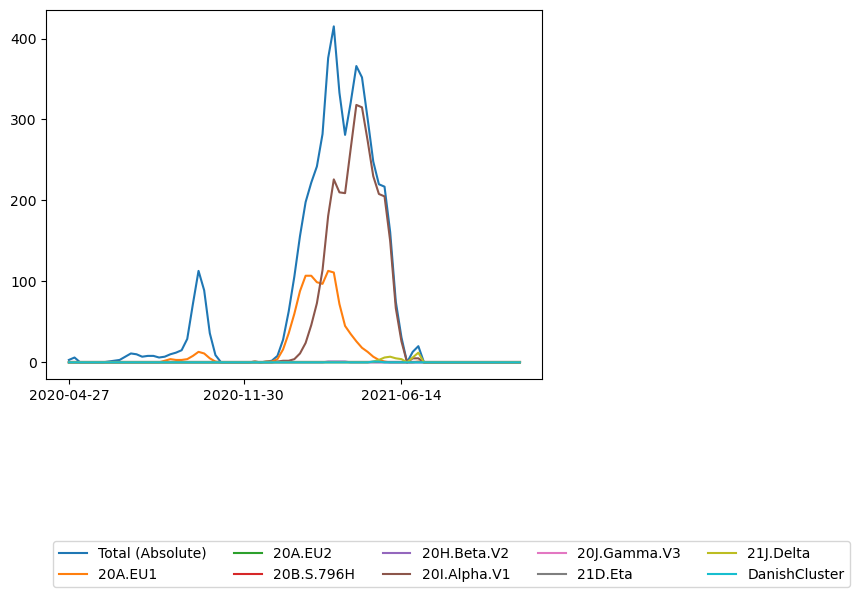 400
300
200
100
0
2020-04-27 2020-11-30 2021-06-14
Total (Absolute) 20A.EU2 20H.Beta.V2 20J.Gamma.V3 21J.Delta
20A.EU1 20B.S.796H 20I.Alpha.V1 21D.Eta DanishCluster